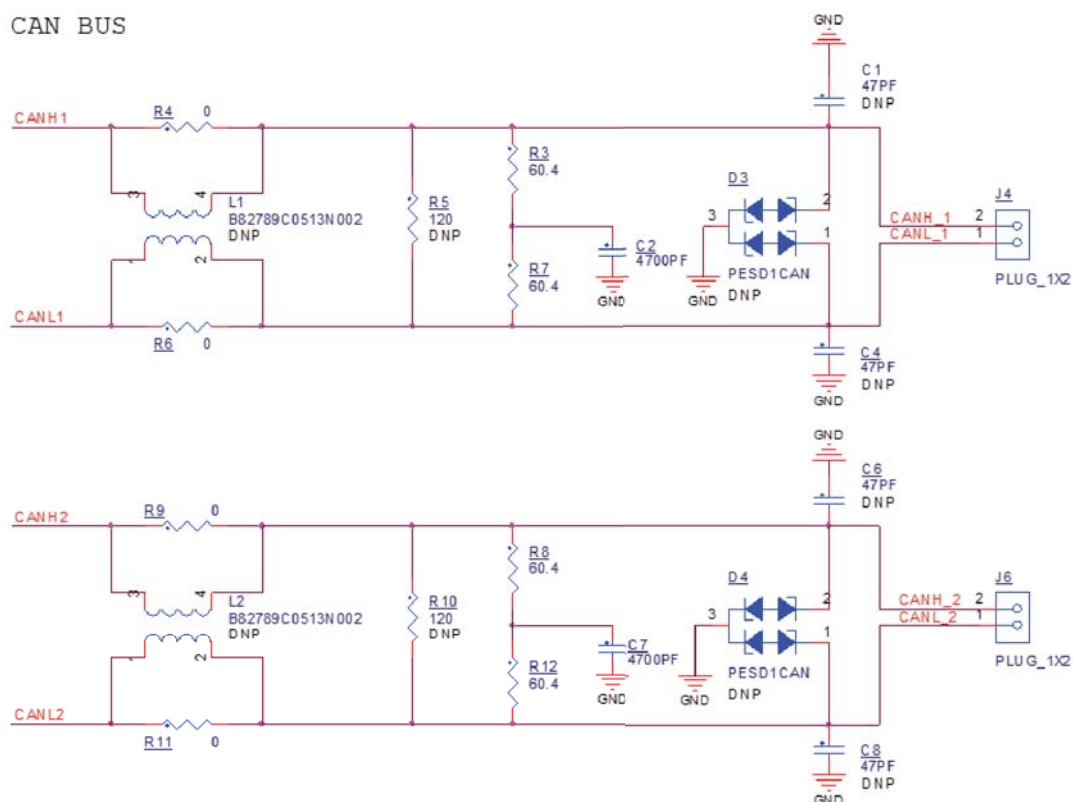 CAN BUS
GND
C1
47PF
DNP
CANH1
R4 0
3 4
L1
B82789C0513N002
DNP
1 2
CANL1
R6 0
R5
120
DNP
R3
60.4
R7
60.4
C2
4700PF
GND
D3
3 2
1
PESD1CAN
DNP
GND
CANH_1 2
CANL_1 1
J4
PLUG_1X2
C4
47PF
DNP
GND
GND
C6
47PF
DNP
CANH2
R9 0
3 4
L2
B82789C0513N002
DNP
1 2
CANL2
R11 0
R10
120
DNP
R8
60.4
R12
60.4
C7
4700PF
GND
D4
3 2
1
PESD1CAN
DNP
GND
CANH_2 2
CANL_2 1
J6
PLUG_1X2
C8
47PF
DNP
GND